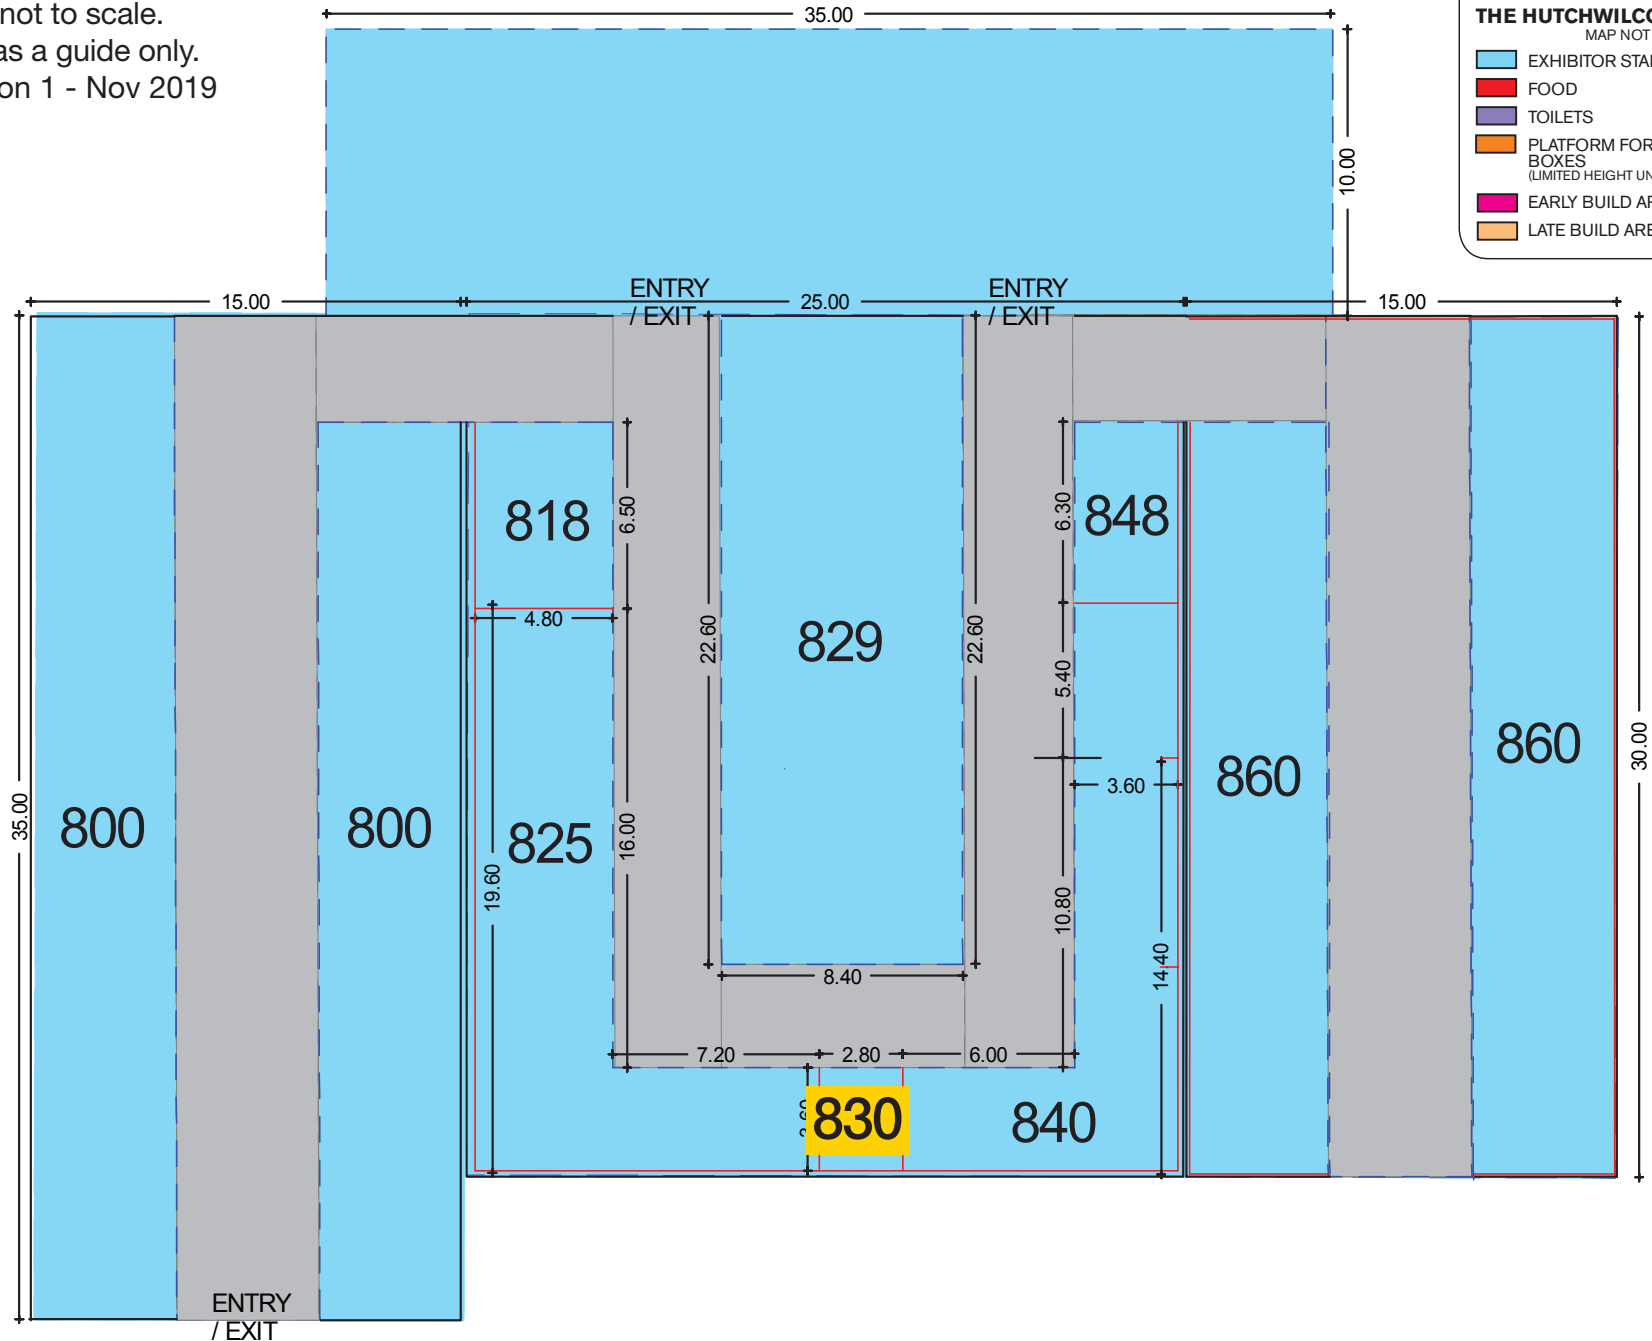 not to scale.
as a guide only.
on 1 - Nov 2019
35.00
THE HUTCHWILCO
MAP NOT
EXHIBITOR STA
FOOD
TOILETS
PLATFORM FOR
BOXES
(LIMITED HEIGHT UN
EARLY BUILD AR
LATE BUILD ARE
10.00
15.00
ENTRY
/ EXIT
25.00
ENTRY
/ EXIT
15.00
818
6.50
848
6.30
4.80
22.60
829
22.60
5.40
35.00
800
800
825
16.00
19.60
3.60
860
860
30.00
10.80
14.40
8.40
7.20
2.80
6.00
830
840
ENTRY
/ EXIT